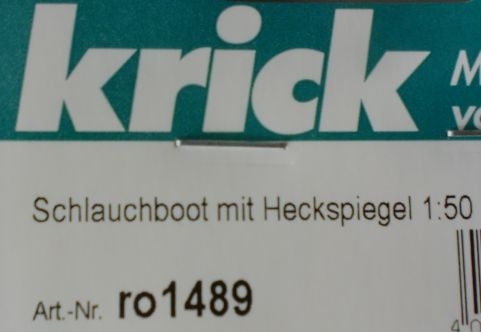 krick
Schlauchboot mit Heckspiegel 1:50
Art.-Nr. ro1489